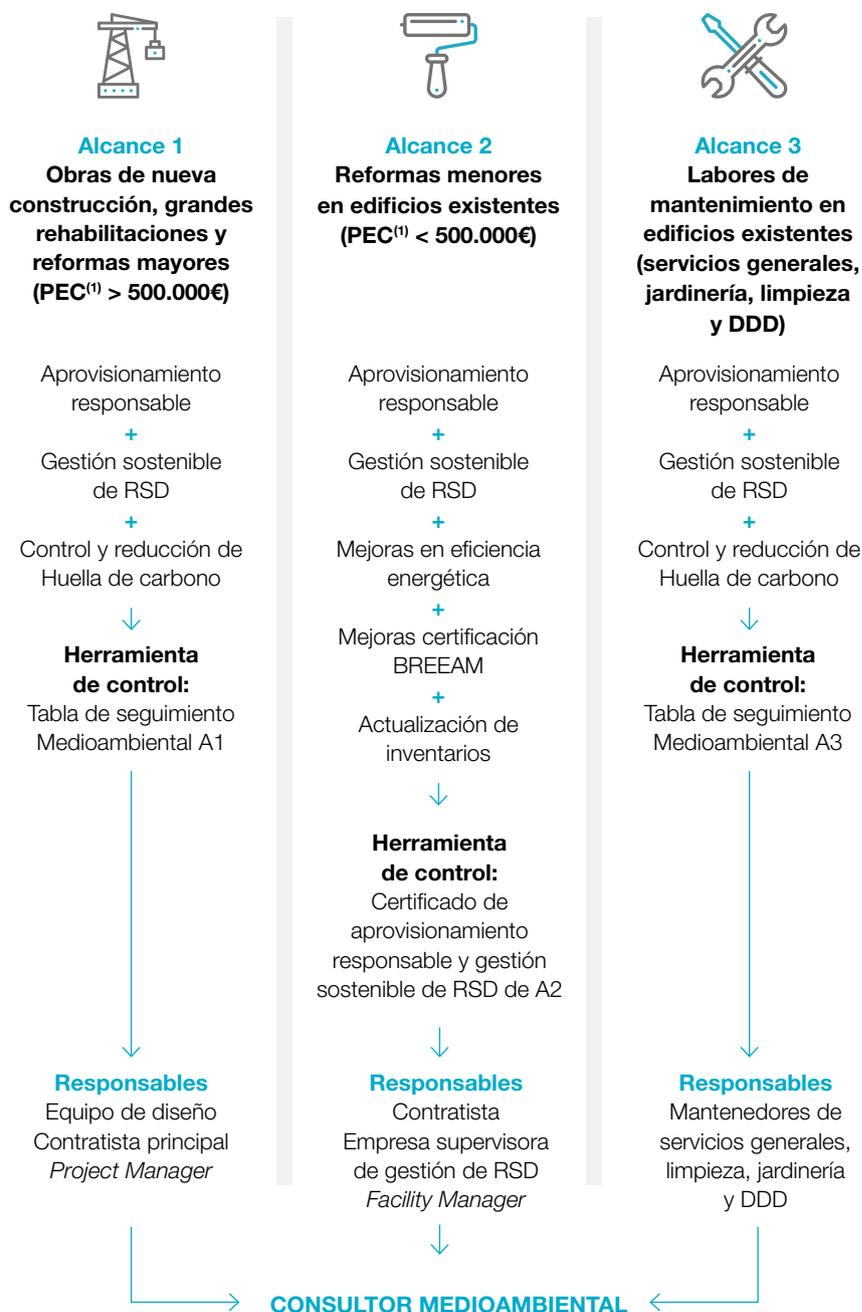 Alcance 1
Obras de nueva
construcción, grandes
rehabilitaciones y
reformas mayores
(PEC(1) > 500.000€)
Aprovisionamiento
responsable
+
Gestión sostenible
de RSD
+
Control y reducción de
Huella de carbono
Herramienta
de control:
Tabla de seguimiento
Medioambiental A1
Responsables
Equipo de diseño
Contratista principal
Project Manager
Alcance 2
Reformas menores
en edificios existentes
(PEC(1) < 500.000€)
Aprovisionamiento
responsable
+
Gestión sostenible
de RSD
+
Mejoras en eficiencia
energética
+
Mejoras certificación
BREEAM
+
Actualización de
inventarios
Herramienta
de control:
Certificado de
aprovisionamiento
responsable y gestión
sostenible de RSD de A2
Responsables
Contratista
Empresa supervisora
de gestión de RSD
Facility Manager
Alcance 3
Labores de
mantenimiento en
edificios existentes
(servicios generales,
jardinería, limpieza
y DDD)
Aprovisionamiento
responsable
+
Gestión sostenible
de RSD
+
Control y reducción de
Huella de carbono
Herramienta
de control:
Tabla de seguimiento
Medioambiental A3
Responsables
Mantenedores de
servicios generales,
limpieza, jardinería
y DDD
CONSULTOR MEDIOAMBIENTAL